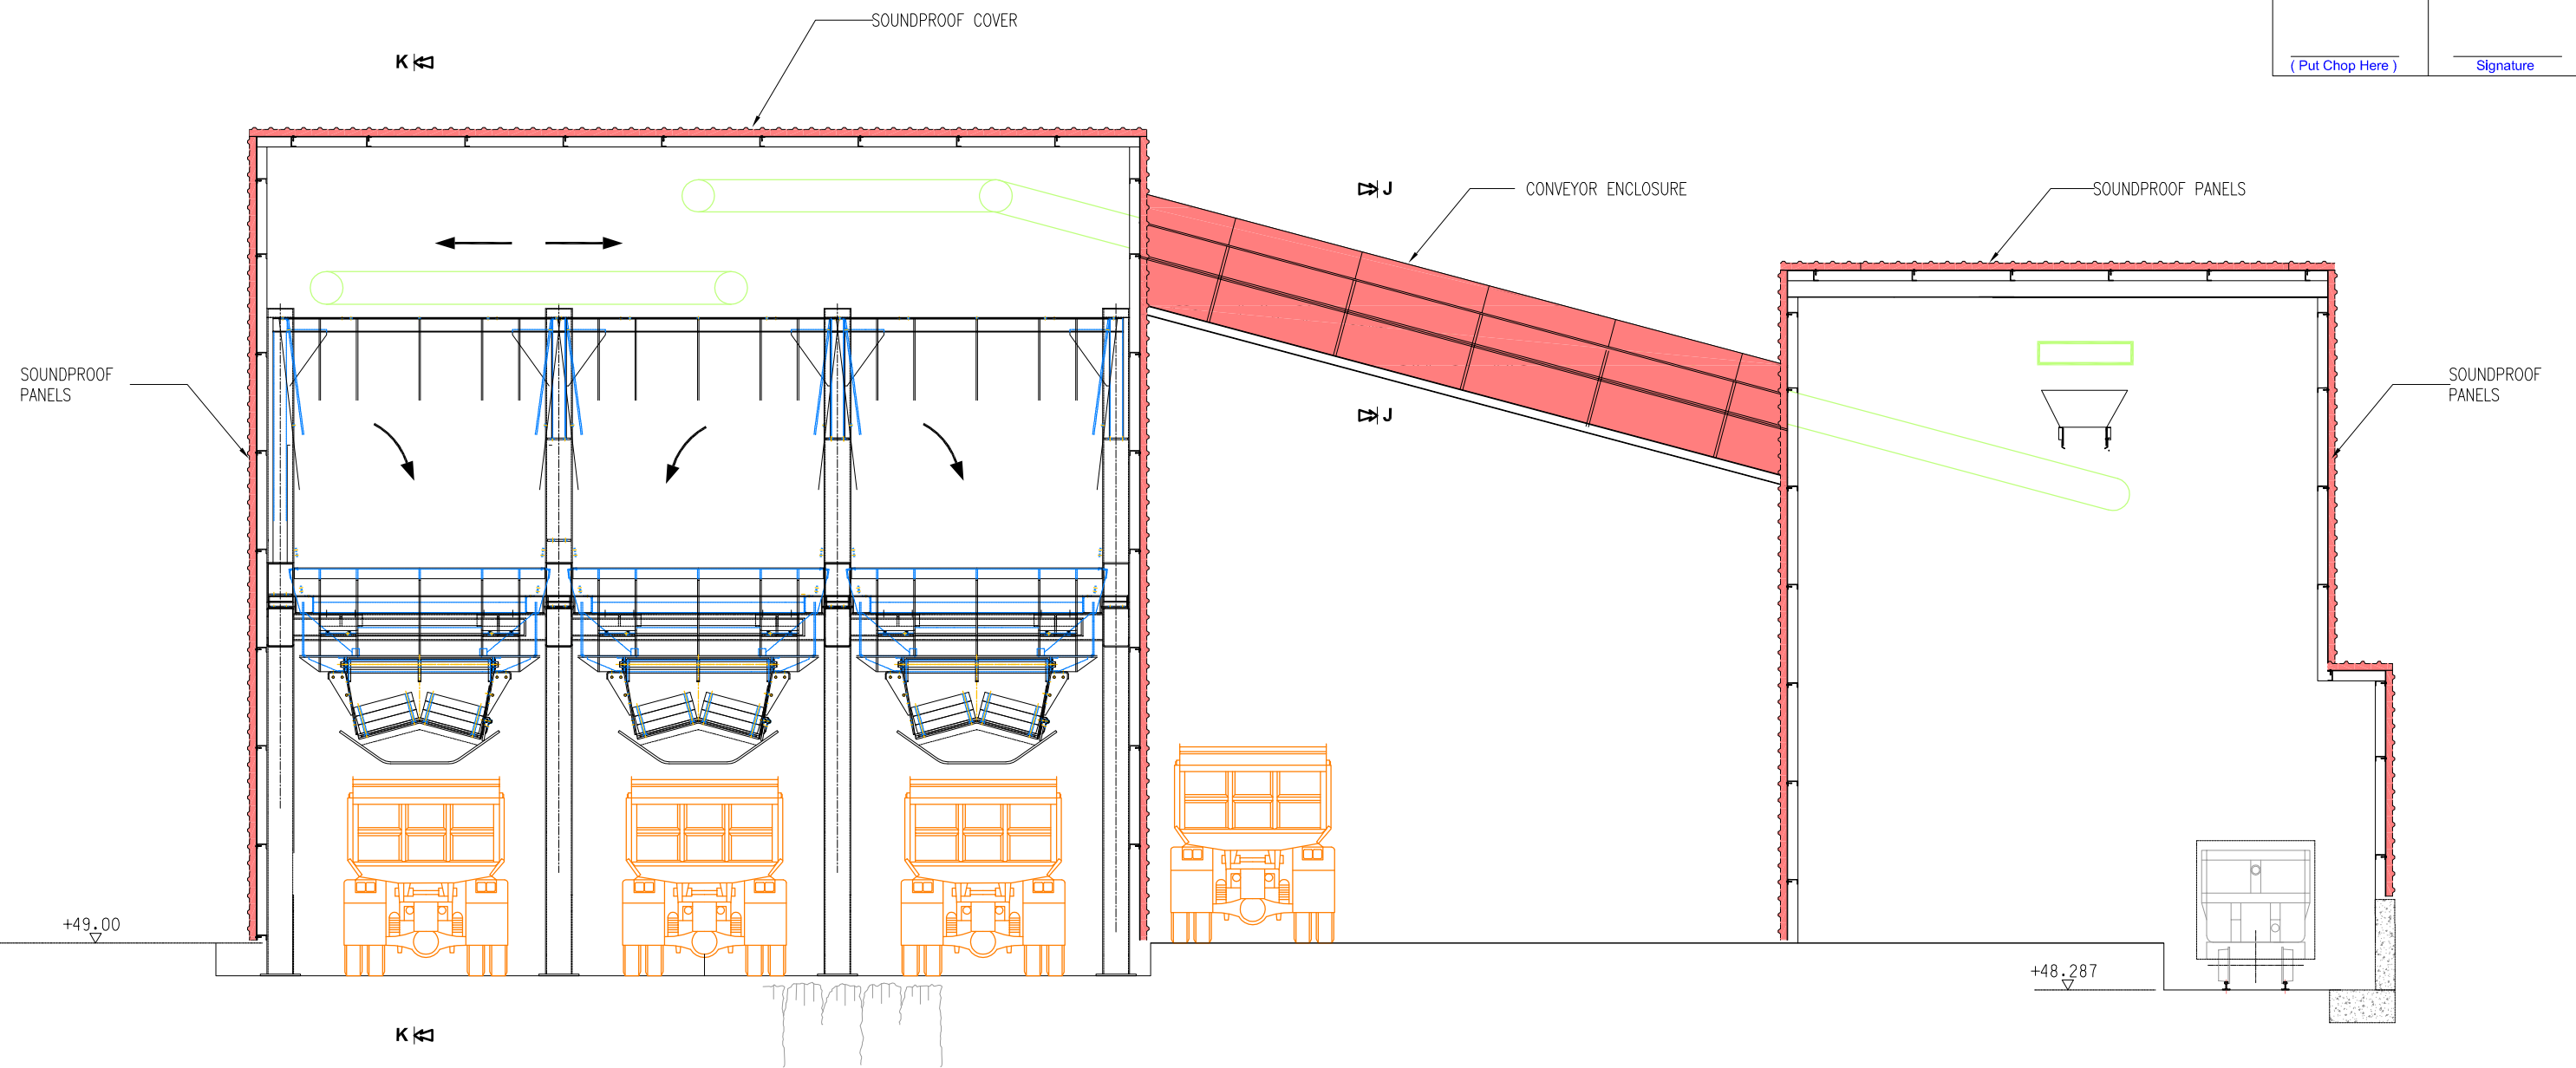 SOUNDPROOF COVER
K
( Put Chop Here )
Signature
J
CONVEYOR ENCLOSURE
SOUNDPROOF PANELS
SOUNDPROOF
PANELS
SOUNDPROOF
PANELS
J
+49.00
+48.287
K